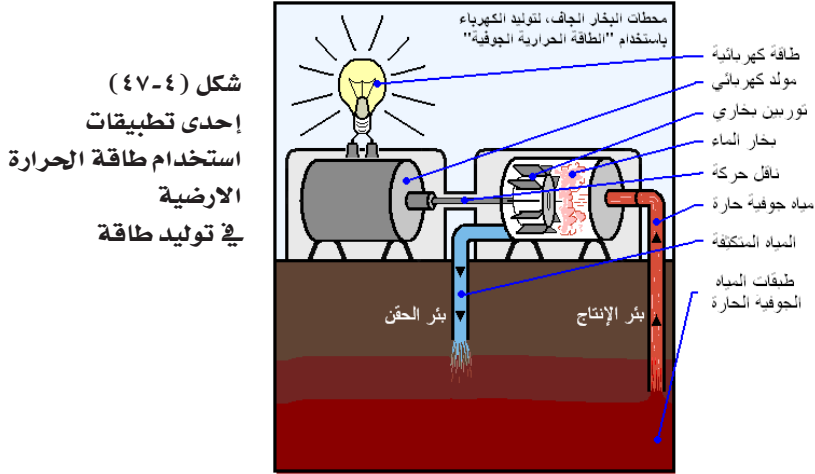 محطات البخار الجاف، لتوليد الكهرباء
باستخدام "الطاقة الحرارية الجوفية"
شكل (٤-٤٧)
إحدى تطبيقات
استخدام طاقة الحرارة
الارضية
في توليد طاقة
طاقة كهربائية
مولد كهربائي
توربين بخاري
بخار الماء
ناقل حركة
مياه جوفية حارة
المياه المتكثفة
طبقات المياه
الجوفية الحارة
بئر الإنتاج
بئر الحقن